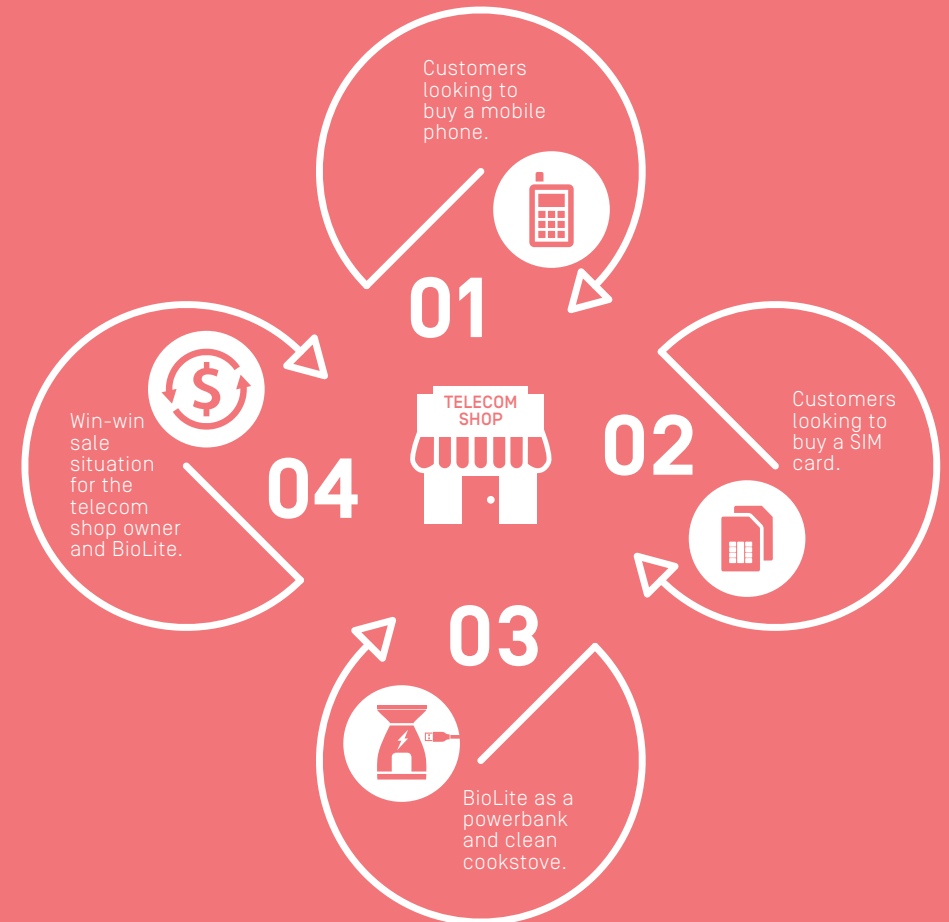 Customers
looking to
buy a mobile
phone.
01
TELECOM
SHOP
02
Customers
looking to
buy a SIM
card.
03
BioLite as a
powerbank
and clean
cookstove.
04
Win-win
sale
situation
for the
telecom
shop owner
and BioLite.
$